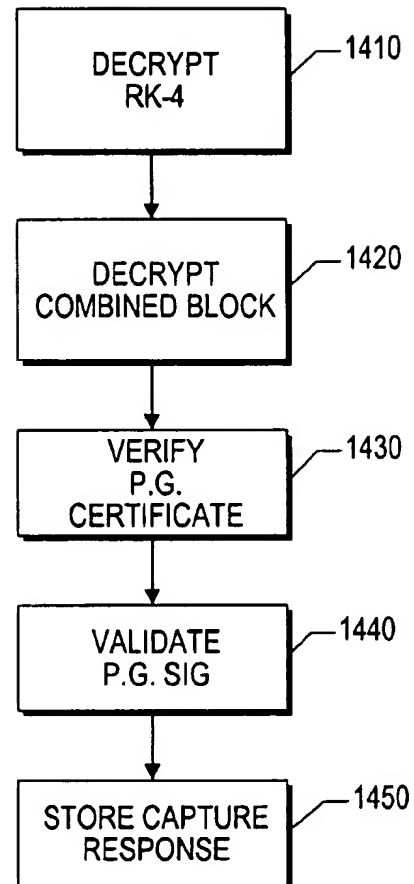 DECRYPT
RK-4
1410
DECRYPT
COMBINED BLOCK
1420
VERIFY
P.G.
CERTIFICATE
1430
VALIDATE
P.G. SIG
1440
STORE CAPTURE
RESPONSE
1450